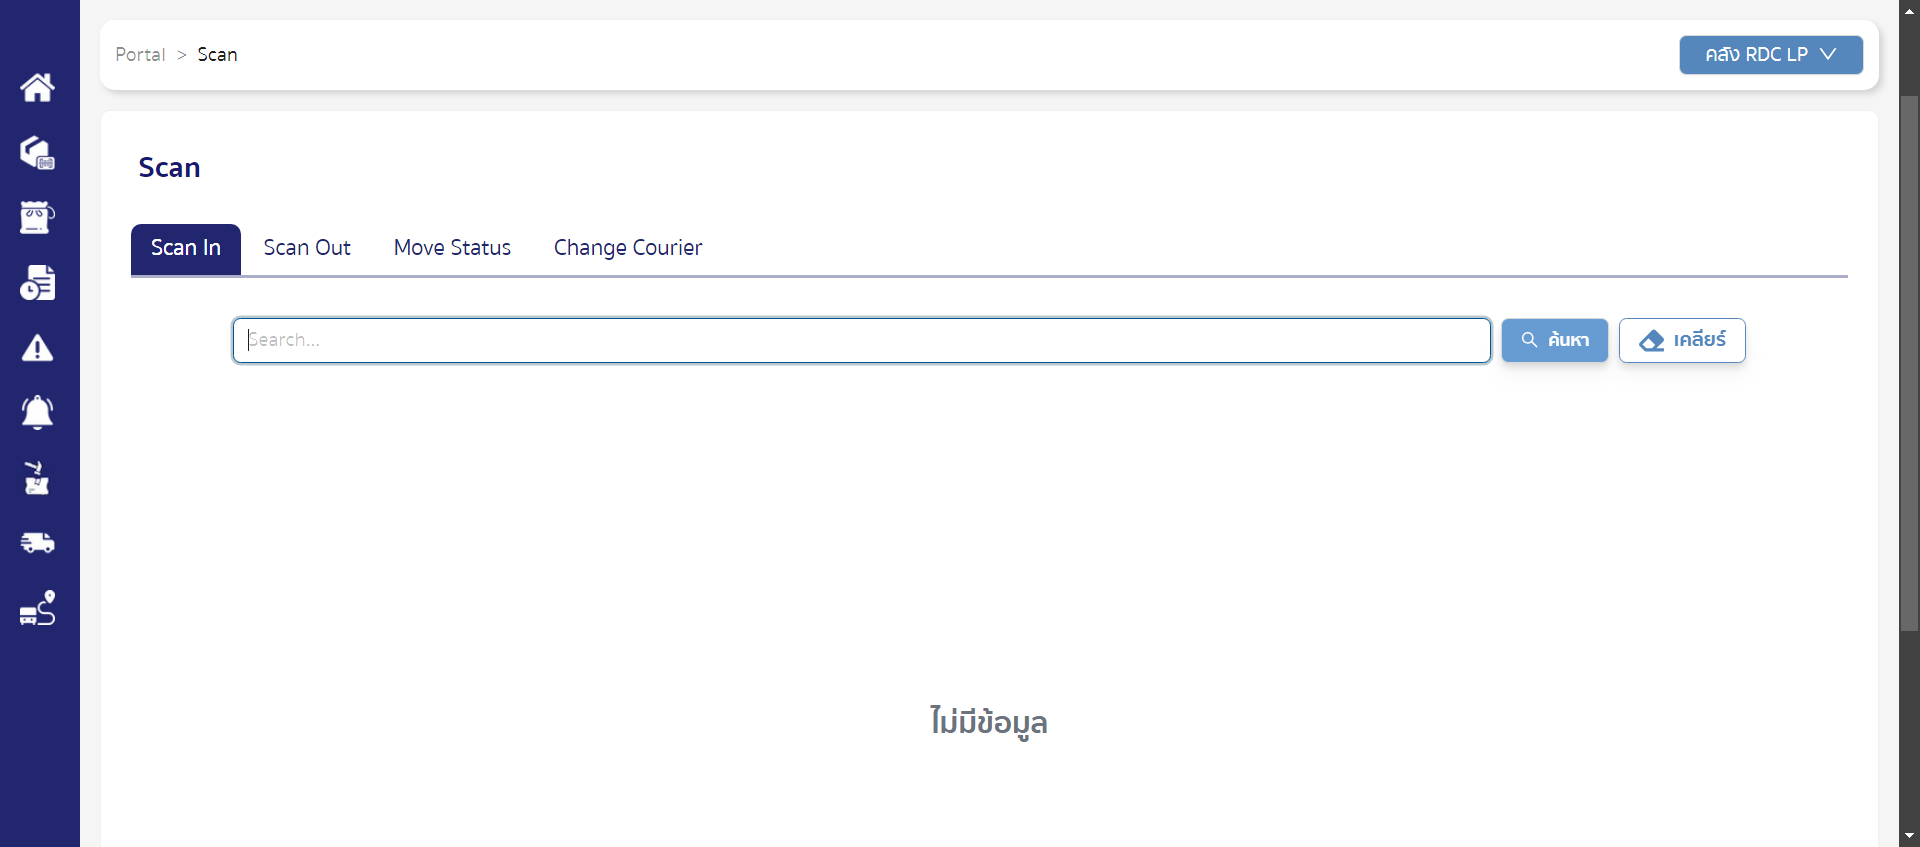 Portal > Scan
คลัง RDC LP
Scan
Scan In
Scan Out
Move Status
Change Courier
Search...
ค้นหา
เคลียร์
ไม่มีข้อมูล